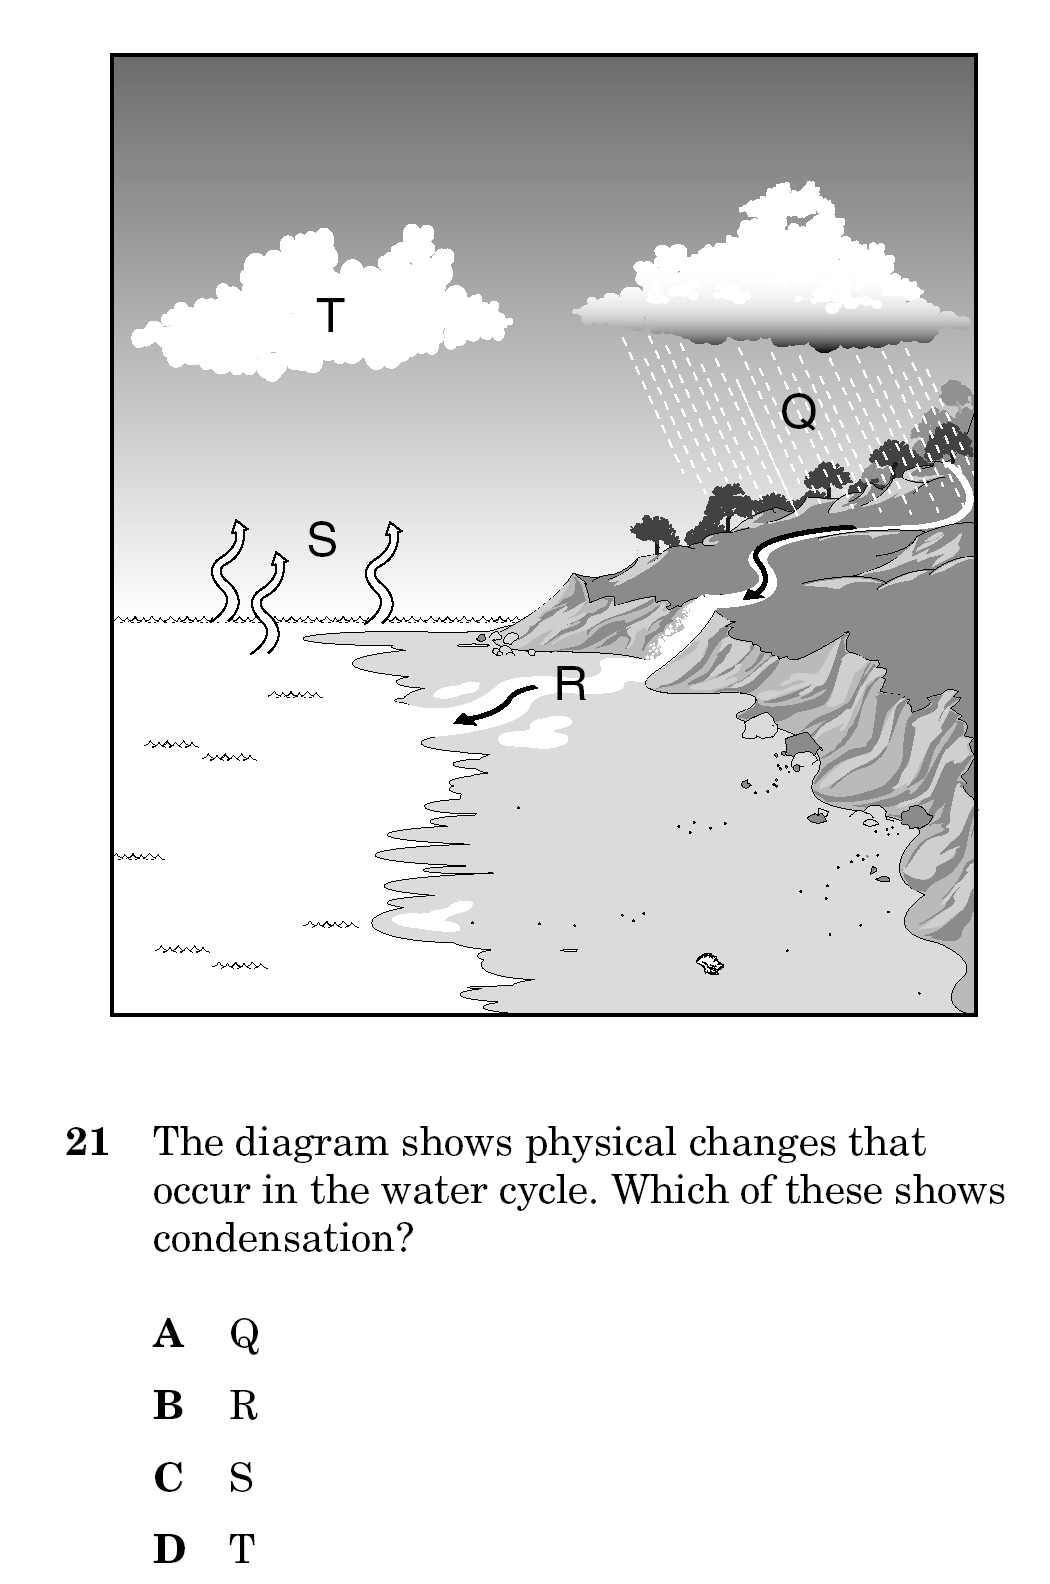 T
Q
S
R
21 The diagram shows physical changes that
occur in the water cycle. Which of these shows
condensation?
A Q
B R
C S
D T